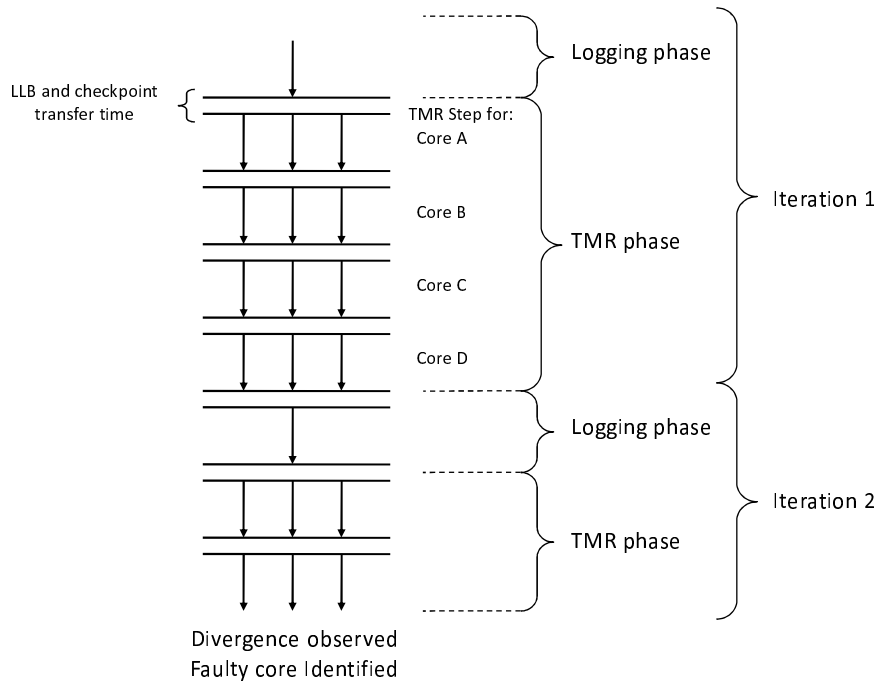 Logging phase
LLB and checkpoint
transfer time
TMR Step for:
Core A
Iteration 1
Core B
TMR phase
Core C
Core D
Logging phase
Iteration 2
TMR phase
Divergence observed
Faulty core Identified